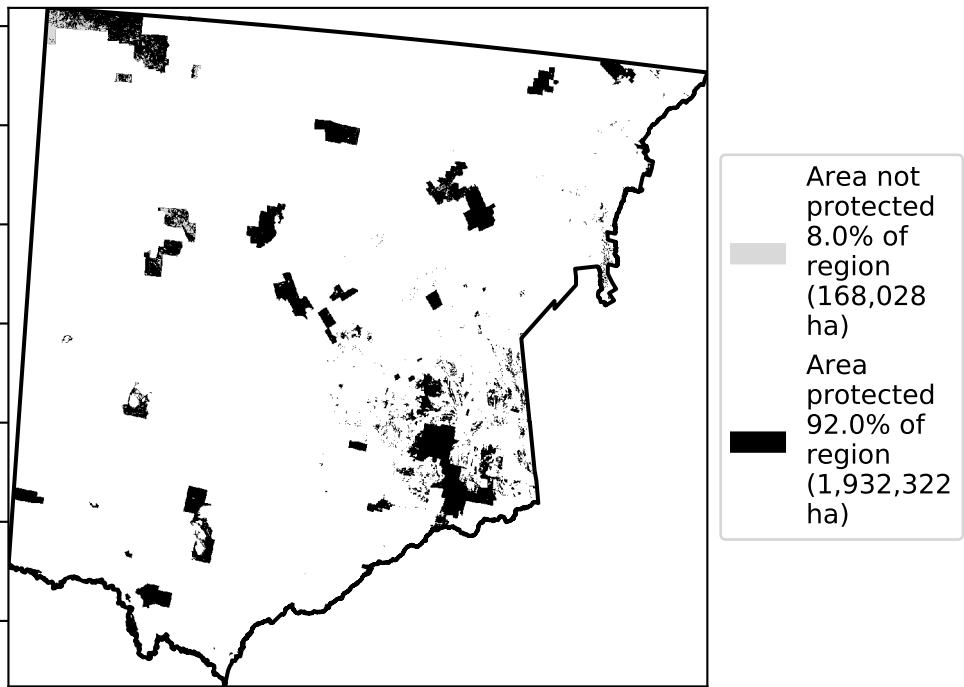 Area not
protected
8.0% of
region
(168,028
ha)
Area
protected
92.0% of
region
(1,932,322
ha)